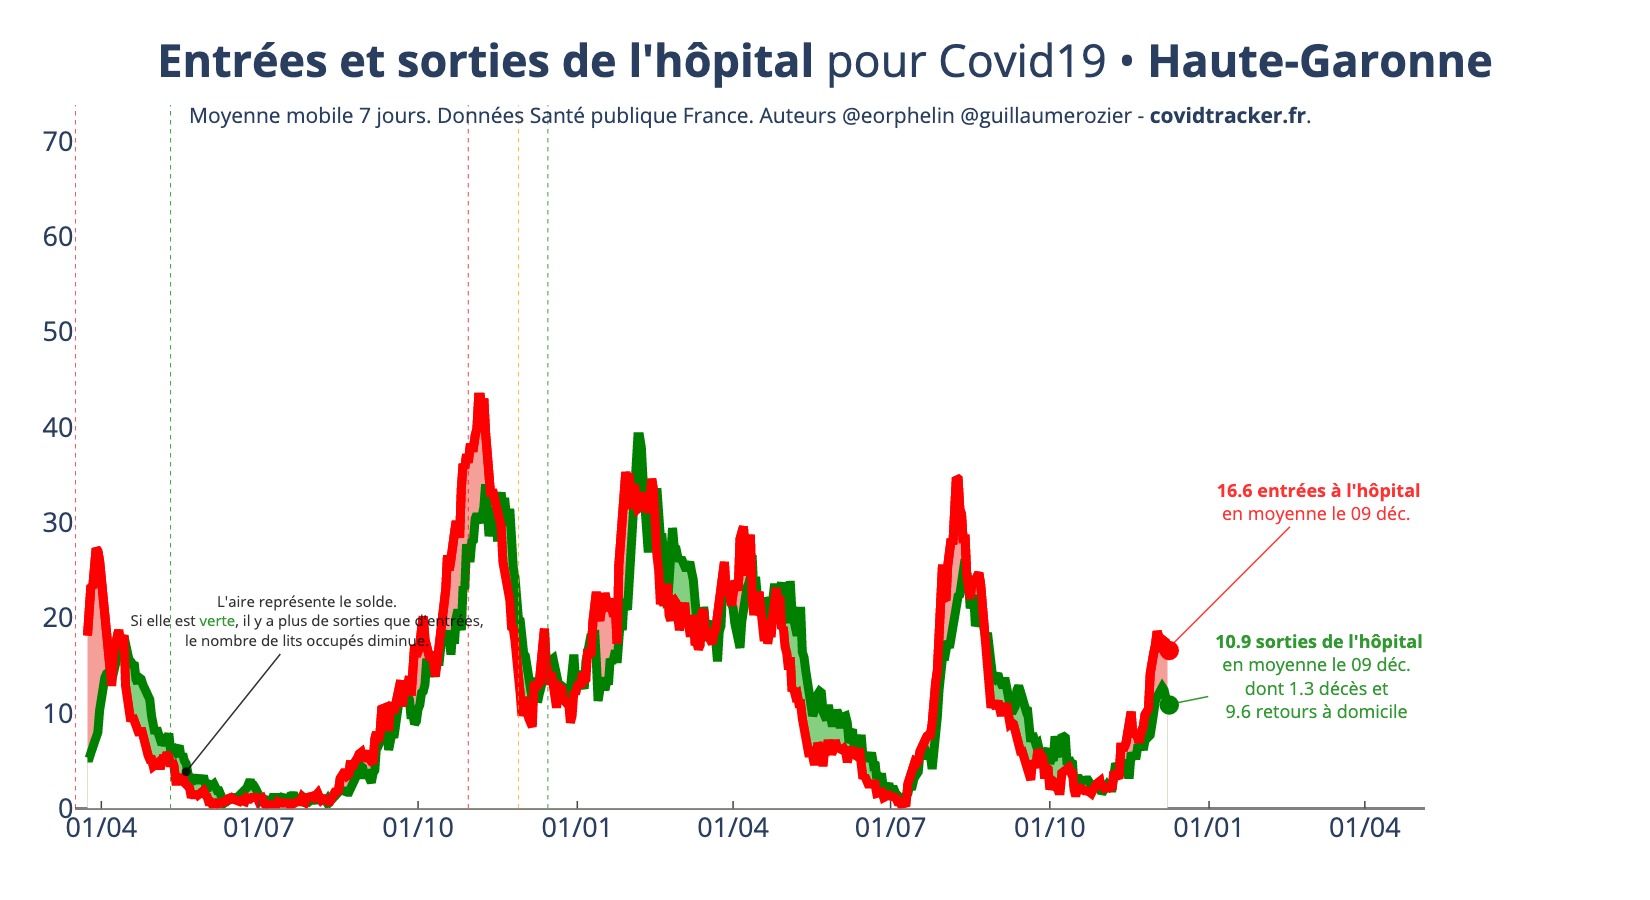 Entrées et sorties de l'hôpital pour Covid19 • Haute-Garonne
Moyenne mobile 7 jours. Données Santé publique France. Auteurs @eorphelin @guillaumerozier - covidtracker.fr.
70
60
50
40
30
20
10
0
L'aire représente le solde.
Si elle est verte, il y a plus de sorties que d'entrées,
le nombre de lits occupés diminue.
16.6 entrées à l'hôpital
en moyenne le 09 déc.
10.9 sorties de l'hôpital
en moyenne le 09 déc.
dont 1.3 décès et
9.6 retours à domicile
01/04 01/07 01/10 01/01 01/04 01/07 01/10 01/01 01/04